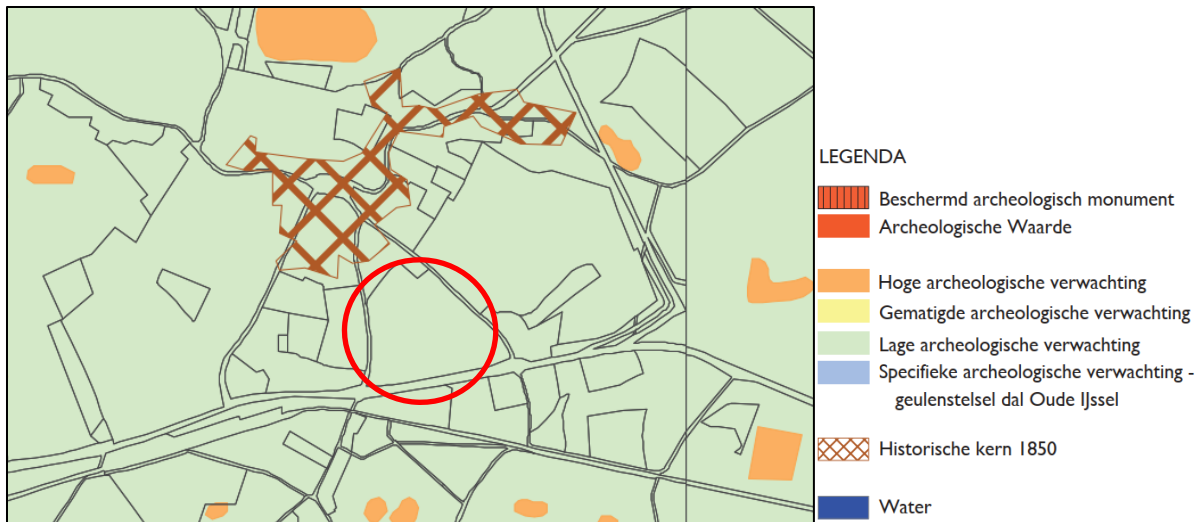 LEGENDA
Beschermd archeologisch monument
Archeologische Waarde
Hoge archeologische verwachting
Gematigde archeologische verwachting
Lage archeologische verwachting
Specifieke archeologische verwachting -
geulenstelsel dal Oude IJssel
Historische kern 1850
Water